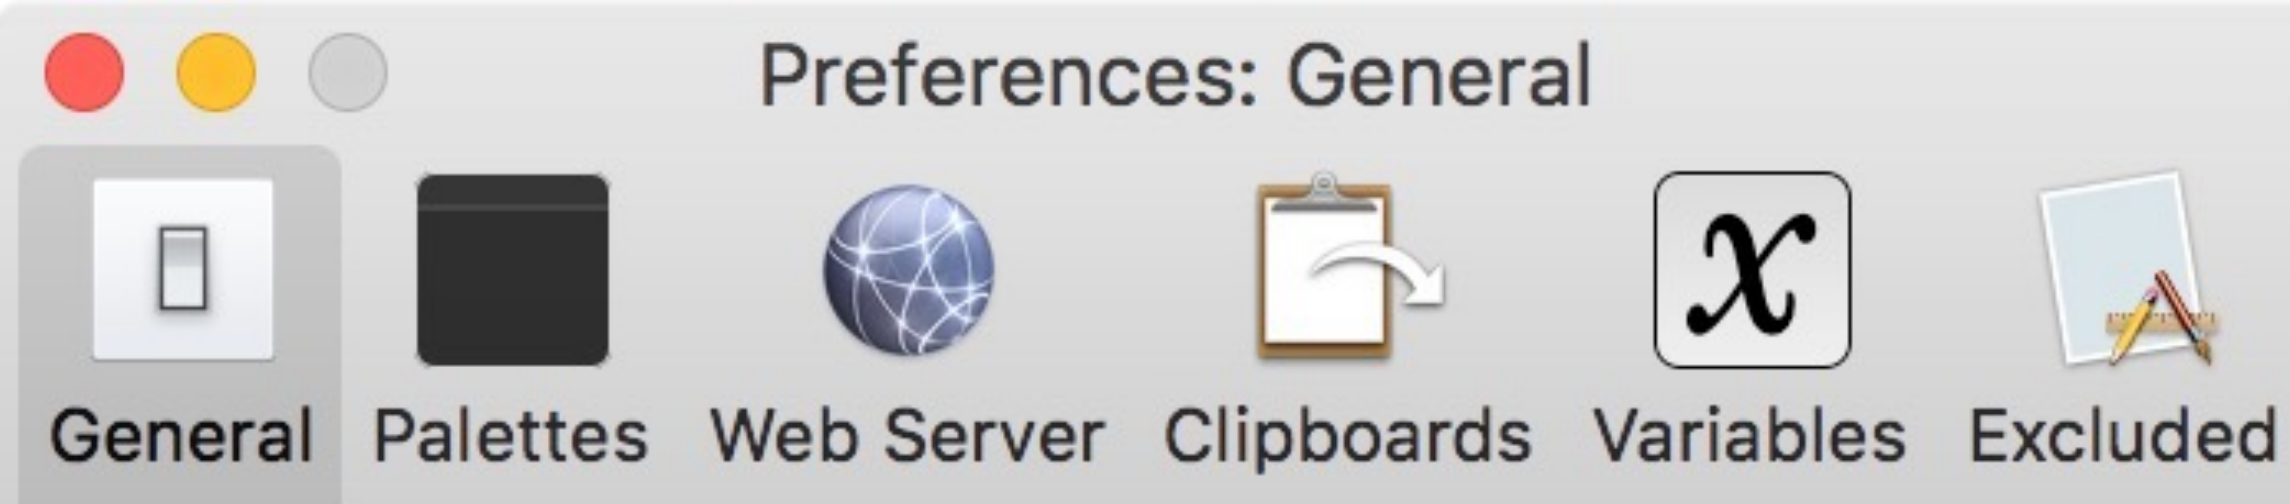 Preferences: General
x
General Palettes Web Server Clipboards Variables Excluded